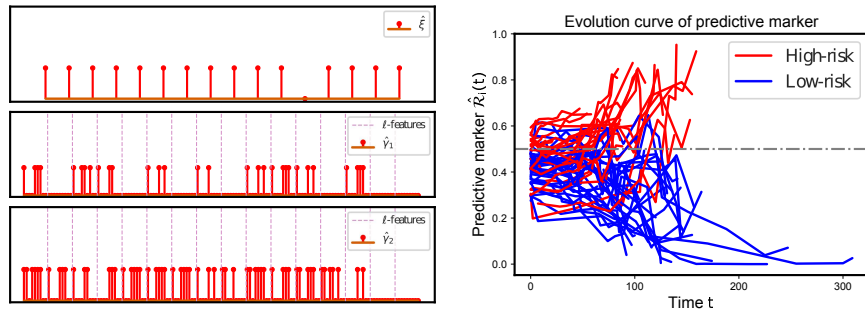 ξ̂
ℓ-features
γ̂₁
ℓ-features
γ̂₂
Evolution curve of predictive marker
Predictive marker R̂ᵢ(t)
1.0
0.8
0.6
0.4
0.2
0.0
High-risk
Low-risk
0
100
200
300
Time t